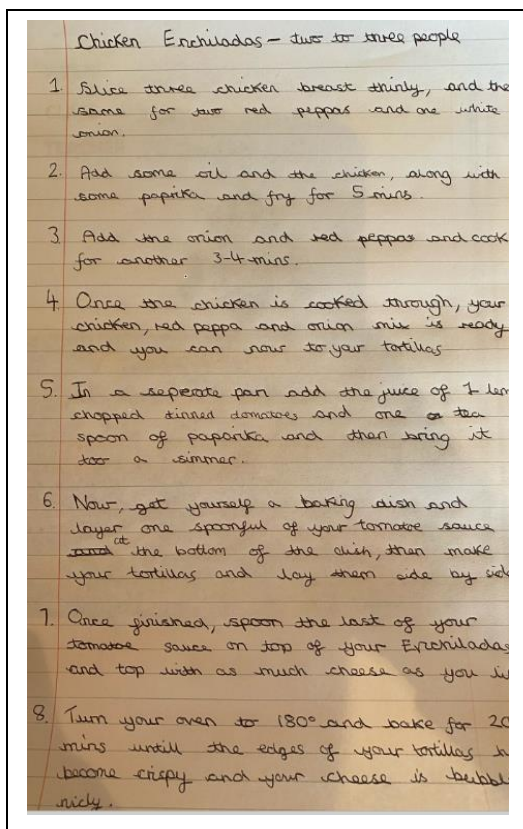 Chicken Enchiladas – two to three people
1. Slice three chicken breast thinly, and the
same for two red peppas and one white
onion.
2. Add some oil and the chicken, along with
some paprika and fry for 5 mins.
3. Add the onion and red peppas and cook
for another 3-4 mins.
4. Once the chicken is cooked through, your
chicken, red peppa and onion mix is ready
and you can now to your tortillas
5. In a seperate pan add the juice of 1 lem
chopped tinned tomatoes and one tea
spoon of paporika and then bring it
too a simmer.
6. Now, get yourself a baking dish and
layer one spoonful of your tomatoe sauce
at the bottom of the dish, then make
your tortillas and lay them side by sid
7. Once finished, spoon the last of your
tomatoe sauce on top of your Enchiladas
and top with as much cheese as you
8. Turn your oven to 180° and bake for 20
mins untill the edges of your tortillas h
become crispy and your cheese is bubbl
nicly.